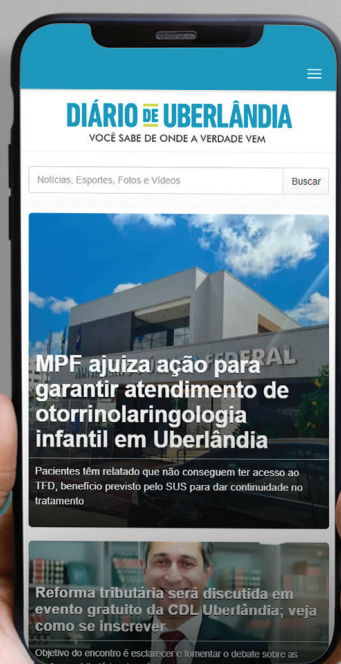 DIÁRIO DE UBERLÂNDIA
VOCÊ SABE DE ONDE A VERDADE VEM
Notícias, Esportes, Fotos e Vídeos Buscar
FEDERAL
MPF ajuiza ação para
garantir atendimento de
otorrinolaringologia
infantil em Uberlândia
Pacientes têm relatado que não conseguem ter acesso ao
TFD, benefício previsto pelo SUS para dar continuidade no
tratamento
Reforma tributária será discutida em
evento gratuito da CDL Uberlândia; veja
como se inscrever
Objetivo do encontro é esclarecer e fomentar o debate sobre as